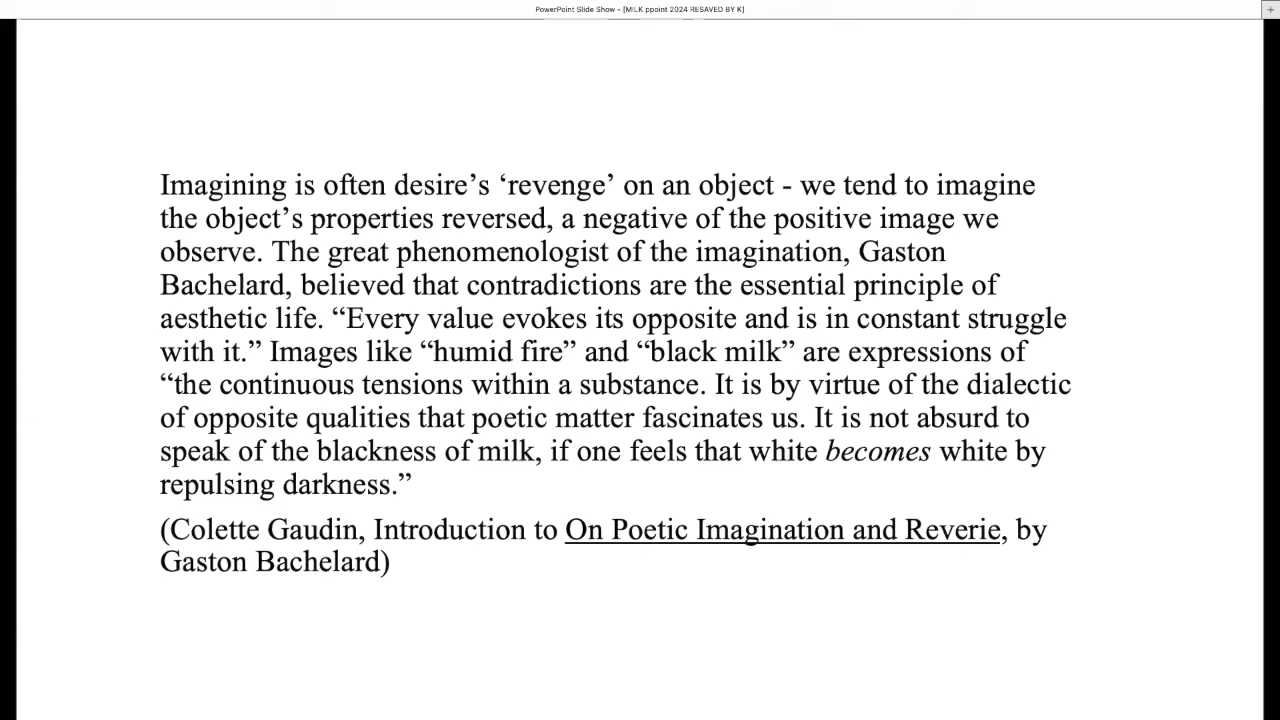 PowerPoint Slide Show - [MILK ppoint 2024 RESAVED BY K]
+
Imagining is often desire’s ‘revenge’ on an object - we tend to imagine
the object’s properties reversed, a negative of the positive image we
observe. The great phenomenologist of the imagination, Gaston
Bachelard, believed that contradictions are the essential principle of
aesthetic life. “Every value evokes its opposite and is in constant struggle
with it.” Images like “humid fire” and “black milk” are expressions of
“the continuous tensions within a substance. It is by virtue of the dialectic
of opposite qualities that poetic matter fascinates us. It is not absurd to
speak of the blackness of milk, if one feels that white becomes white by
repulsing darkness.”
(Colette Gaudin, Introduction to On Poetic Imagination and Reverie, by
Gaston Bachelard)